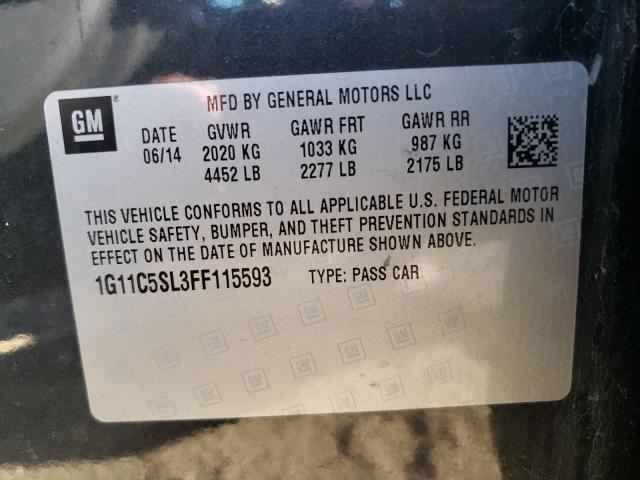 GM
MFD BY GENERAL MOTORS LLC
DATE GVWR GAWR FRT GAWR RR
06/14 2020 KG 1033 KG 987 KG
4452 LB 2277 LB 2175 LB
THIS VEHICLE CONFORMS TO ALL APPLICABLE U.S. FEDERAL MOTOR
VEHICLE SAFETY, BUMPER, AND THEFT PREVENTION STANDARDS IN
EFFECT ON THE DATE OF MANUFACTURE SHOWN ABOVE.
1G11C5SL3FF115593 TYPE: PASS CAR